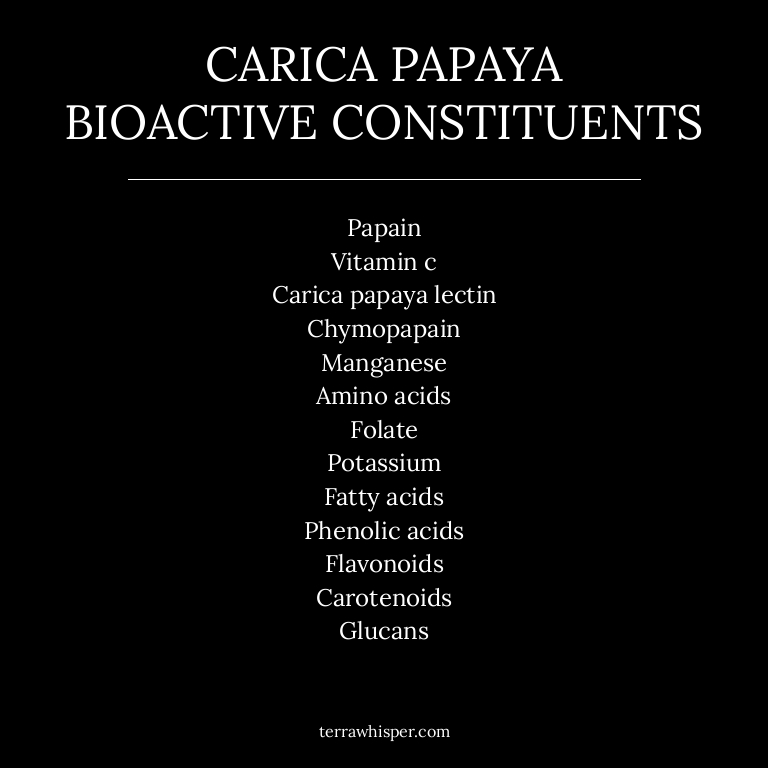 CARICA PAPAYA
BIOACTIVE CONSTITUENTS
Papain
Vitamin c
Carica papaya lectin
Chymopapain
Manganese
Amino acids
Folate
Potassium
Fatty acids
Phenolic acids
Flavonoids
Carotenoids
Glucans
terrawhisper.com